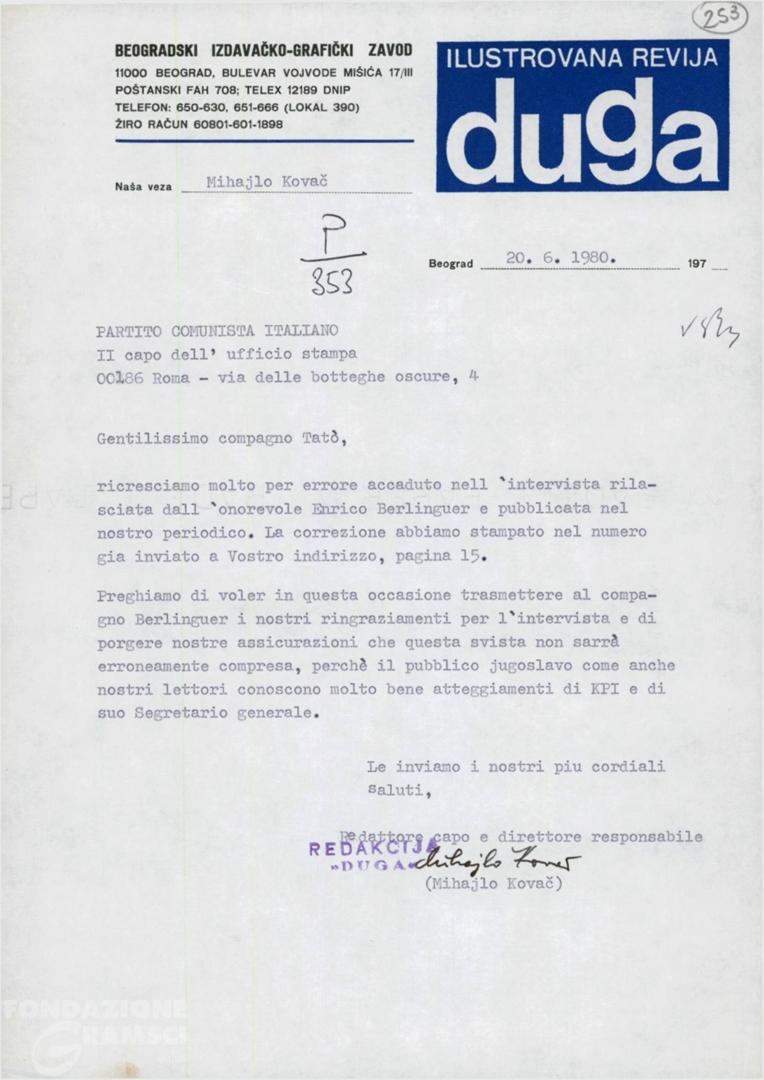 253
BEOGRADSKI IZDAVAČKO-GRAFIČKI ZAVOD
11000 BEOGRAD, BULEVAR VOJVODE MIŠIĆA 17/III
POŠTANSKI FAH 708; TELEX 12189 DNIP
TELEFON: 650-630, 651-666 (LOKAL 390)
ŽIRO RAČUN 60801-601-1898
ILUSTROVANA REVIJA
duga
Naša veza Mihajlo Kovač
P
353
Beograd 20. 6. 1980. 197
PARTITO COMUNISTA ITALIANO
II capo dell' ufficio stampa
00186 Roma - via delle botteghe oscure, 4
Gentilissimo compagno Tatò,
ricresciamo molto per errore accaduto nell `intervista rila-
sciata dall `onorevole Enrico Berlinguer e pubblicata nel
nostro periodico. La correzione abbiamo stampato nel numero
gia inviato a Vostro indirizzo, pagina 15.
Preghiamo di voler in questa occasione trasmettere al compa-
gno Berlinguer i nostri ringraziamenti per l`intervista e di
porgere nostre assicurazioni che questa svista non sarrà
erroneamente compresa, perchè il pubblico jugoslavo come anche
nostri lettori conoscono molto bene atteggiamenti di KPI e di
suo Segretario generale.
Le inviamo i nostri piu cordiali
saluti,
Redattore capo e direttore responsabile
REDAKCIJA
»DUGA«
Mihajlo Kovač
(Mihajlo Kovač)
FONDAZIONE
GRAMSCI